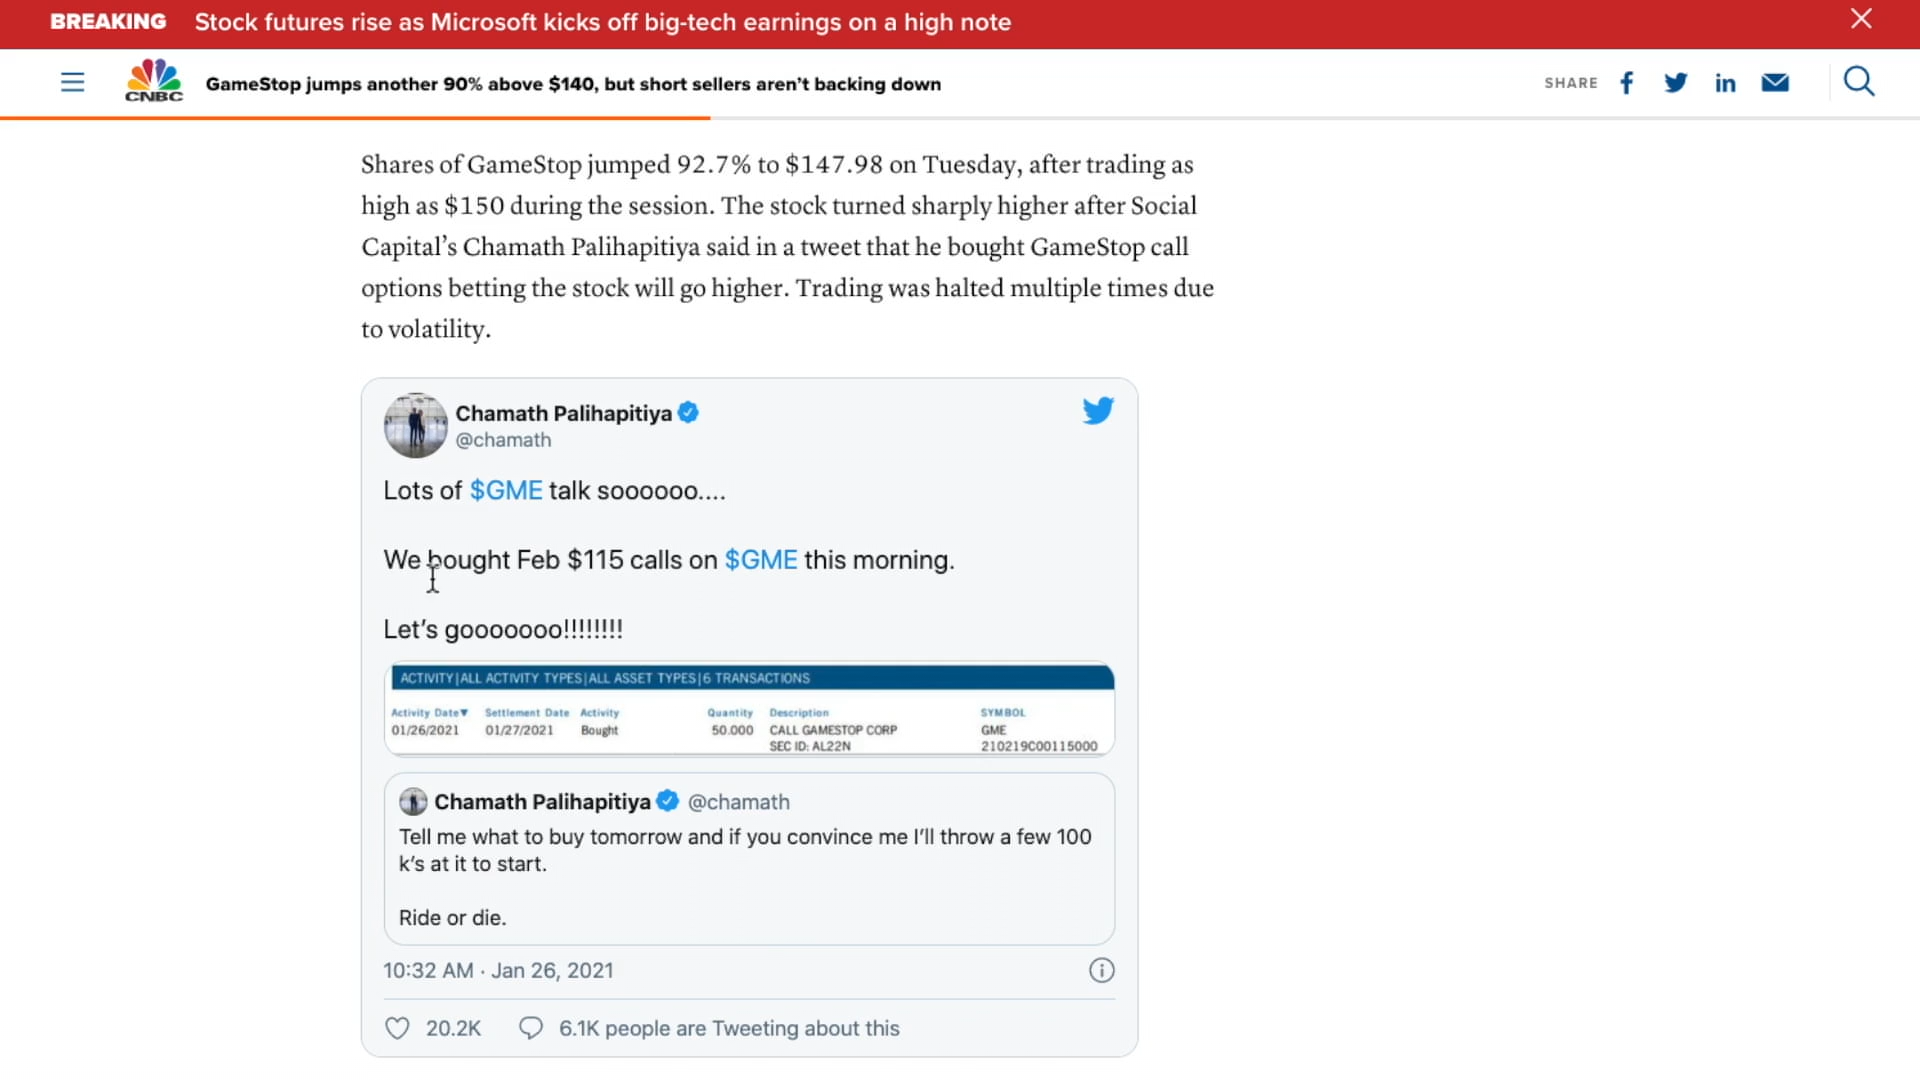 BREAKING Stock futures rise as Microsoft kicks off big-tech earnings on a high note
CNBC GameStop jumps another 90% above $140, but short sellers aren’t backing down SHARE
Shares of GameStop jumped 92.7% to $147.98 on Tuesday, after trading as
high as $150 during the session. The stock turned sharply higher after Social
Capital’s Chamath Palihapitiya said in a tweet that he bought GameStop call
options betting the stock will go higher. Trading was halted multiple times due
to volatility.
Chamath Palihapitiya
@chamath
Lots of $GME talk soooooo....
We bought Feb $115 calls on $GME this morning.
Let’s gooooooo!!!!!!!!
ACTIVITY|ALL ACTIVITY TYPES|ALL ASSET TYPES|6 TRANSACTIONS
Activity Date▼ Settlement Date Activity Quantity Description SYMBOL
01/26/2021 01/27/2021 Bought 50.000 CALL GAMESTOP CORP GME
SEC ID: AL22N 210219C00115000
Chamath Palihapitiya @chamath
Tell me what to buy tomorrow and if you convince me I’ll throw a few 100
k’s at it to start.
Ride or die.
10:32 AM · Jan 26, 2021
20.2K 6.1K people are Tweeting about this